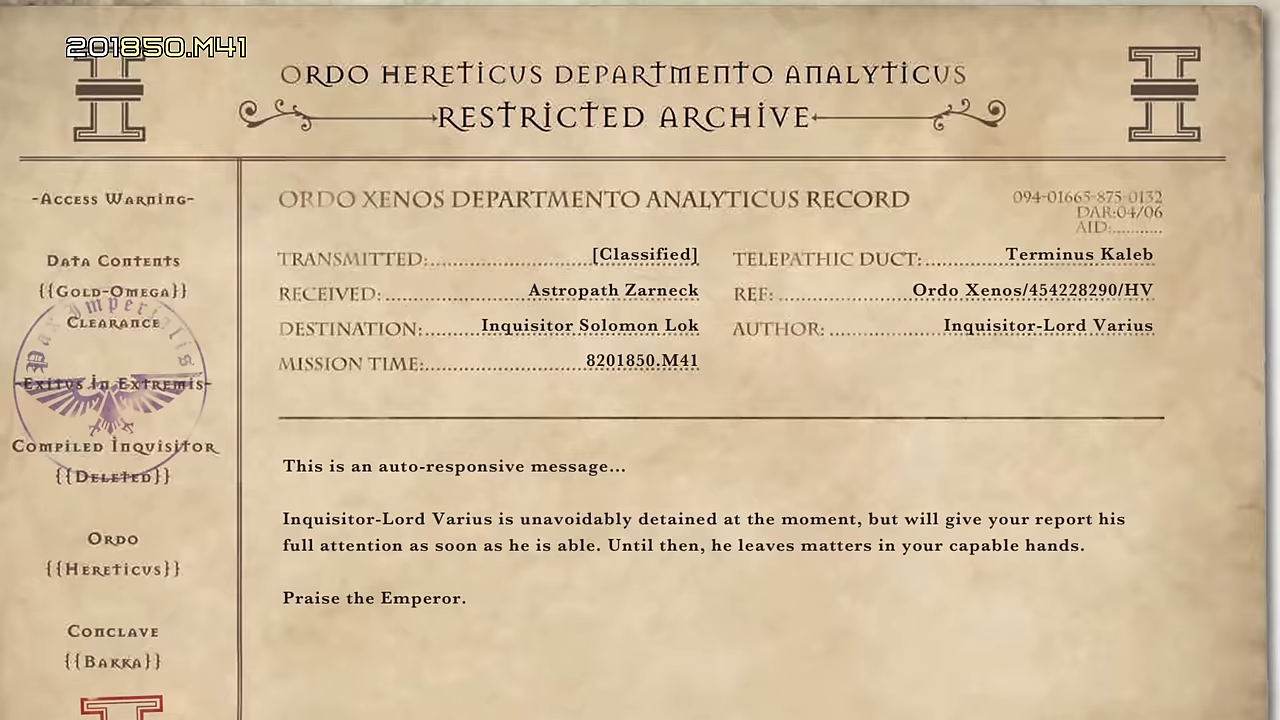 201850.M41
ORDO HERETICUS DEPARTMENTO ANALYTICUS
RESTRICTED ARCHIVE
-Access Warning-
Data Contents
{{Gold-Omega}}
Clearance
Pax Imperialis
-Exitus In Extremis-
Compiled Inquisitor
{{Deleted}}
Ordo
{{Hereticus}}
Conclave
{{Bakka}}
ORDO XENOS DEPARTMENTO ANALYTICUS RECORD
094-01665-875-0132
DAR:04/06
AID:...........
TRANSMITTED: [Classified]
TELEPATHIC DUCT: Terminus Kaleb
RECEIVED: Astropath Zarneck
REF: Ordo Xenos/454228290/HV
DESTINATION: Inquisitor Solomon Lok
AUTHOR: Inquisitor-Lord Varius
MISSION TIME: 8201850.M41
This is an auto-responsive message...
Inquisitor-Lord Varius is unavoidably detained at the moment, but will give your report his
full attention as soon as he is able. Until then, he leaves matters in your capable hands.
Praise the Emperor.